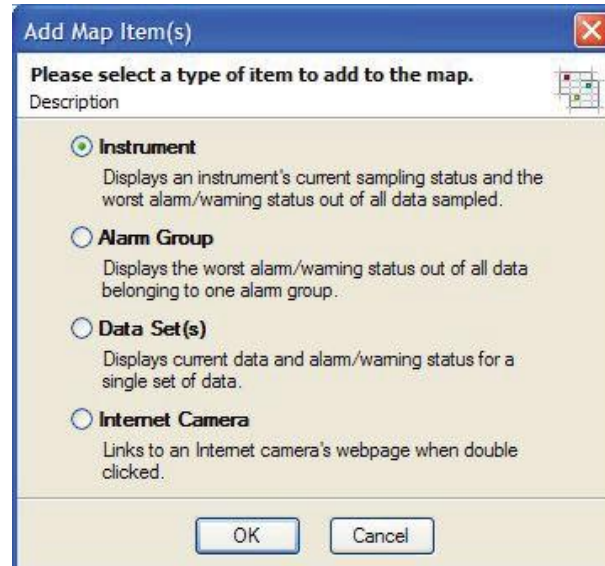 Add Map Item(s)
Please select a type of item to add to the map.
Description
Instrument
Displays an instrument's current sampling status and the
worst alarm/warning status out of all data sampled.
Alarm Group
Displays the worst alarm/warning status out of all data
belonging to one alarm group.
Data Set(s)
Displays current data and alarm/warning status for a
single set of data.
Internet Camera
Links to an Internet camera's webpage when double
clicked.
OK
Cancel